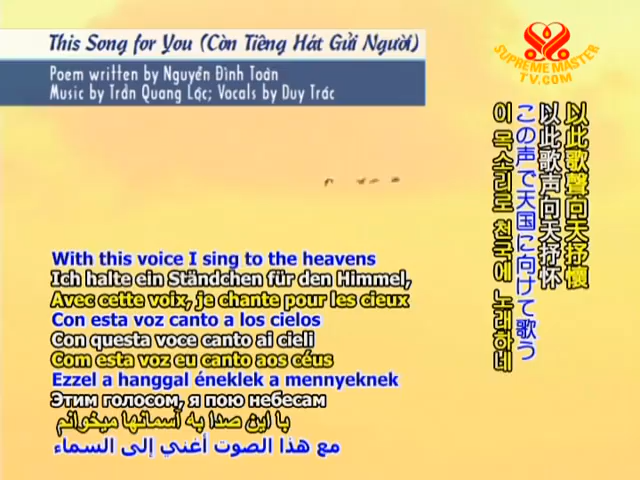 This Song for You (Còn Tiếng Hát Gửi Người)
Poem written by Nguyễn Đình Toàn
Music by Trần Quang Lộc; Vocals by Duy Trác
SUPREME MASTER
TV.COM
以此歌聲向天抒懷
以此歌声向天抒怀
この声で天国に向けて歌う
이 목소리로 천국에 노래하네
With this voice I sing to the heavens
Ich halte ein Ständchen für den Himmel,
Avec cette voix, je chante pour les cieux
Con esta voz canto a los cielos
Con questa voce canto ai cieli
Com esta voz eu canto aos céus
Ezzel a hanggal éneklek a mennyeknek
Этим голосом, я пою небесам
با این صدا به آسمانها میخوانم
مع هذا الصوت أغني إلى السماء